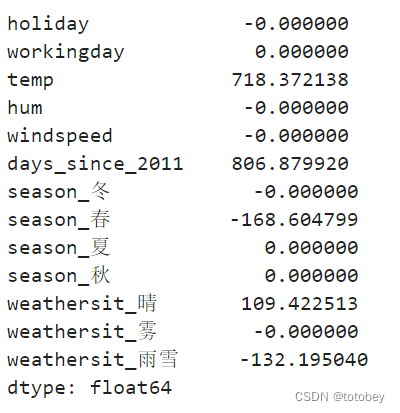 holiday -0.000000
workingday 0.000000
temp 718.372138
hum -0.000000
windspeed -0.000000
days_since_2011 806.879920
season_冬 -0.000000
season_春 -168.604799
season_夏 0.000000
season_秋 0.000000
weathersit_晴 109.422513
weathersit_雾 -0.000000
weathersit_雨雪 -132.195040
dtype: float64
CSDN @totobey